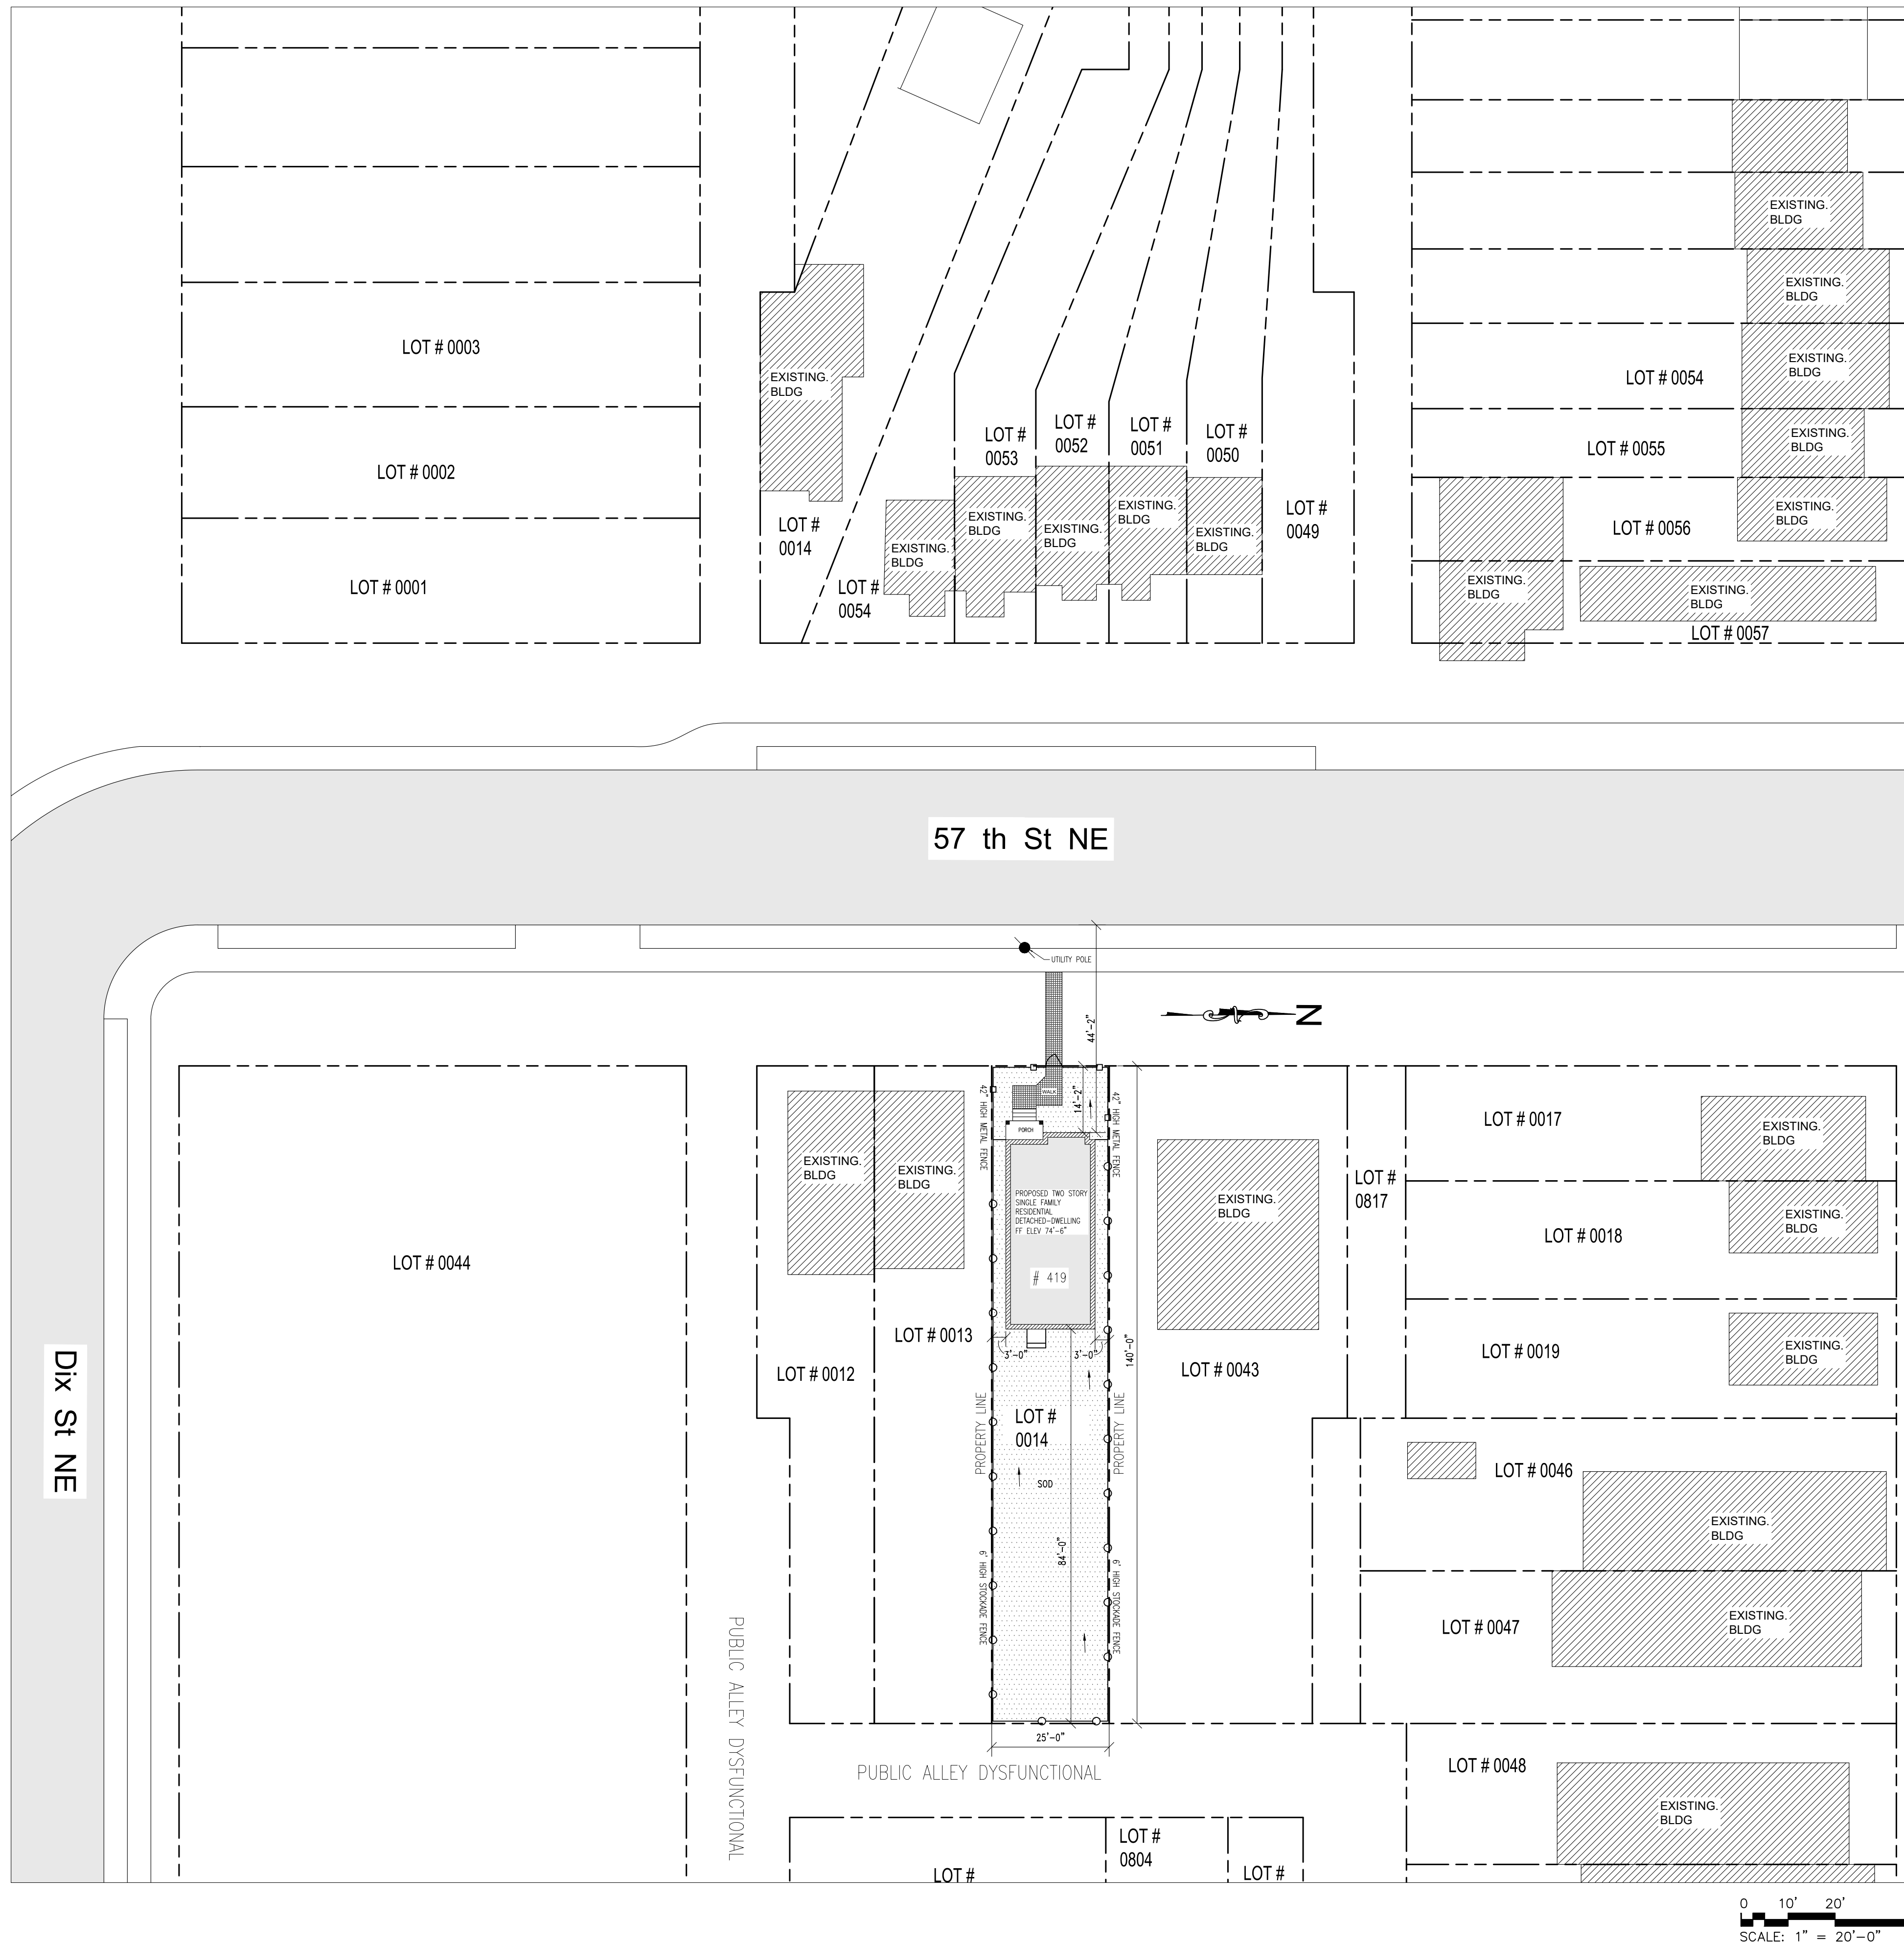 EXISTING.
BLDG
EXISTING.
BLDG
LOT # 0003
EXISTING.
BLDG
EXISTING.
BLDG
LOT # 0054
LOT #
0053
LOT #
0052
LOT #
0051
LOT #
0050
EXISTING.
BLDG
LOT # 0055
LOT # 0002
LOT #
0014
EXISTING.
BLDG
EXISTING.
BLDG
EXISTING.
BLDG
EXISTING.
BLDG
EXISTING.
BLDG
LOT #
0049
LOT # 0056
EXISTING.
BLDG
LOT # 0001
LOT #
0054
EXISTING.
BLDG
EXISTING.
BLDG
LOT # 0057
57 th St NE
UTILITY POLE
N
44'-2"
14'-2"
WALK
PORCH
42" HIGH METAL FENCE
42" HIGH METAL FENCE
LOT # 0017
EXISTING.
BLDG
EXISTING.
BLDG
EXISTING.
BLDG
PROPOSED TWO STORY
SINGLE FAMILY
RESIDENTIAL
DETACHED-DWELLING
FF ELEV 74'-6"
# 419
EXISTING.
BLDG
LOT #
0817
LOT # 0018
EXISTING.
BLDG
LOT # 0044
LOT # 0013
3'-0"
3'-0"
140'-0"
LOT # 0012
LOT # 0043
LOT # 0019
EXISTING.
BLDG
Dix St NE
PROPERTY LINE
LOT #
0014
PROPERTY LINE
SOD
LOT # 0046
EXISTING.
BLDG
84'-0"
6' HIGH STOCKADE FENCE
6' HIGH STOCKADE FENCE
LOT # 0047
EXISTING.
BLDG
PUBLIC ALLEY DYSFUNCTIONAL
25'-0"
PUBLIC ALLEY DYSFUNCTIONAL
LOT # 0048
EXISTING.
BLDG
LOT #
LOT #
0804
LOT #
0 10' 20'
SCALE: 1" = 20'-0"